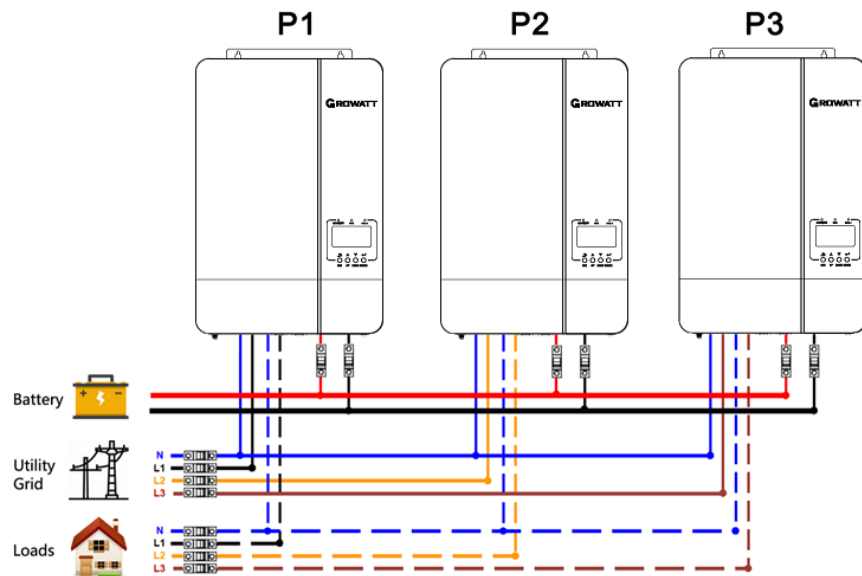 P1 P2 P3
GROWATT GROWATT GROWATT
Battery
Utility
Grid
N
L1
L2
L3
Loads
N
L1
L2
L3